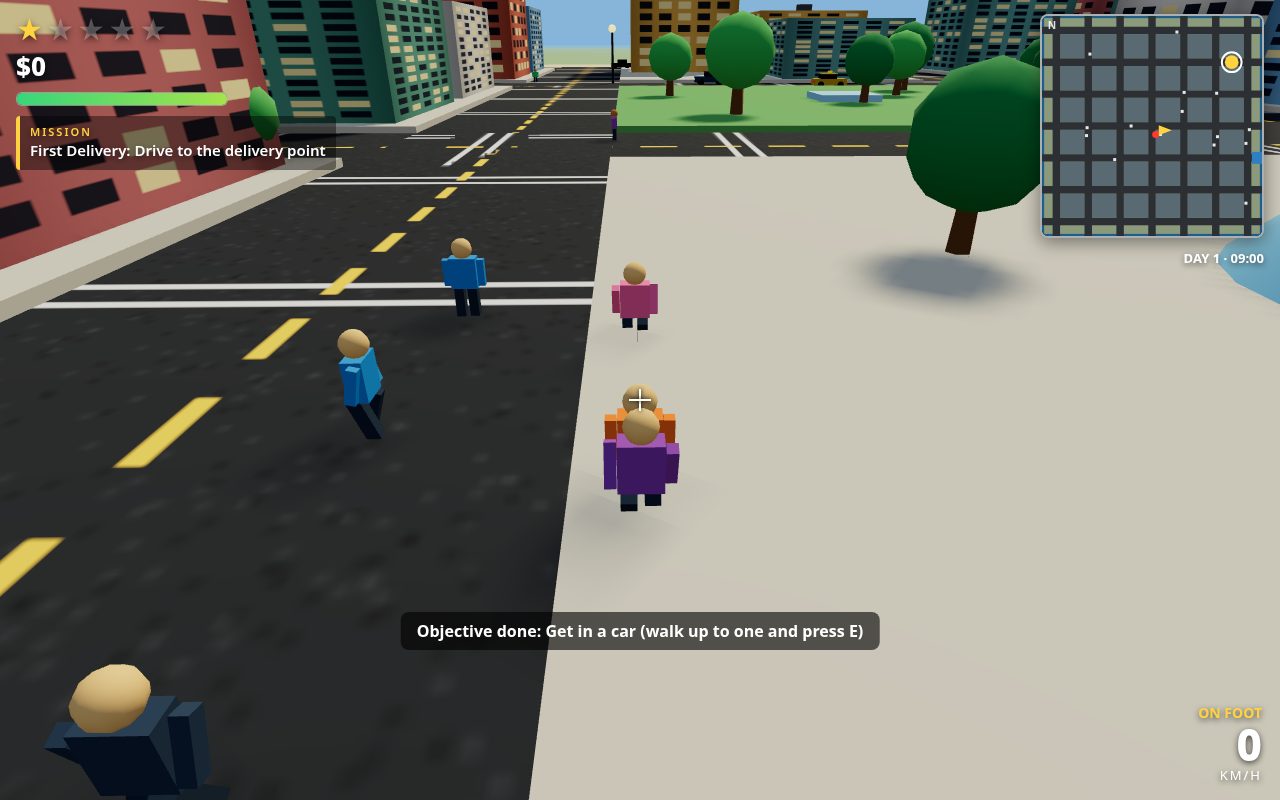 $0
MISSION
First Delivery: Drive to the delivery point
N
DAY 1 · 09:00
Objective done: Get in a car (walk up to one and press E)
ON FOOT
0
KM/H